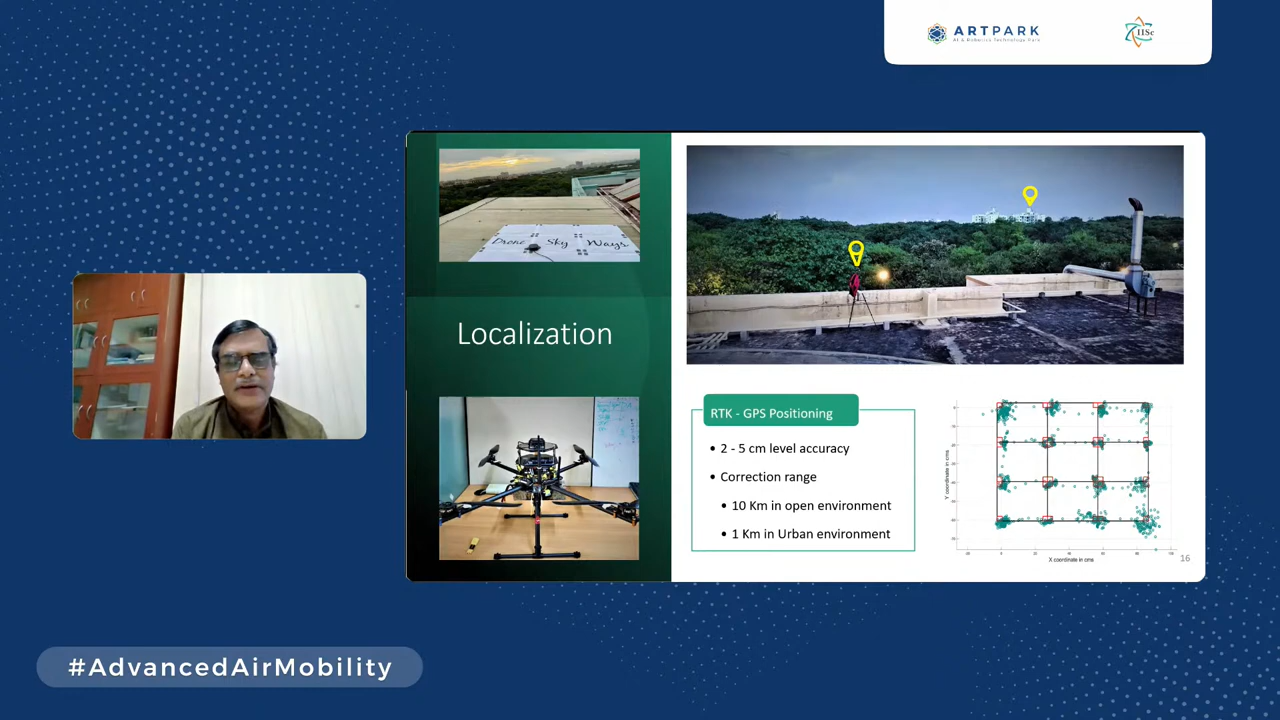 ARTPARK
AI & Robotics Technology Park
IISc
Drone Sky Ways
Localization
RTK - GPS Positioning
• 2 - 5 cm level accuracy
• Correction range
• 10 Km in open environment
• 1 Km in Urban environment
Y coordinate in cms
X coordinate in cms
16
#AdvancedAirMobility